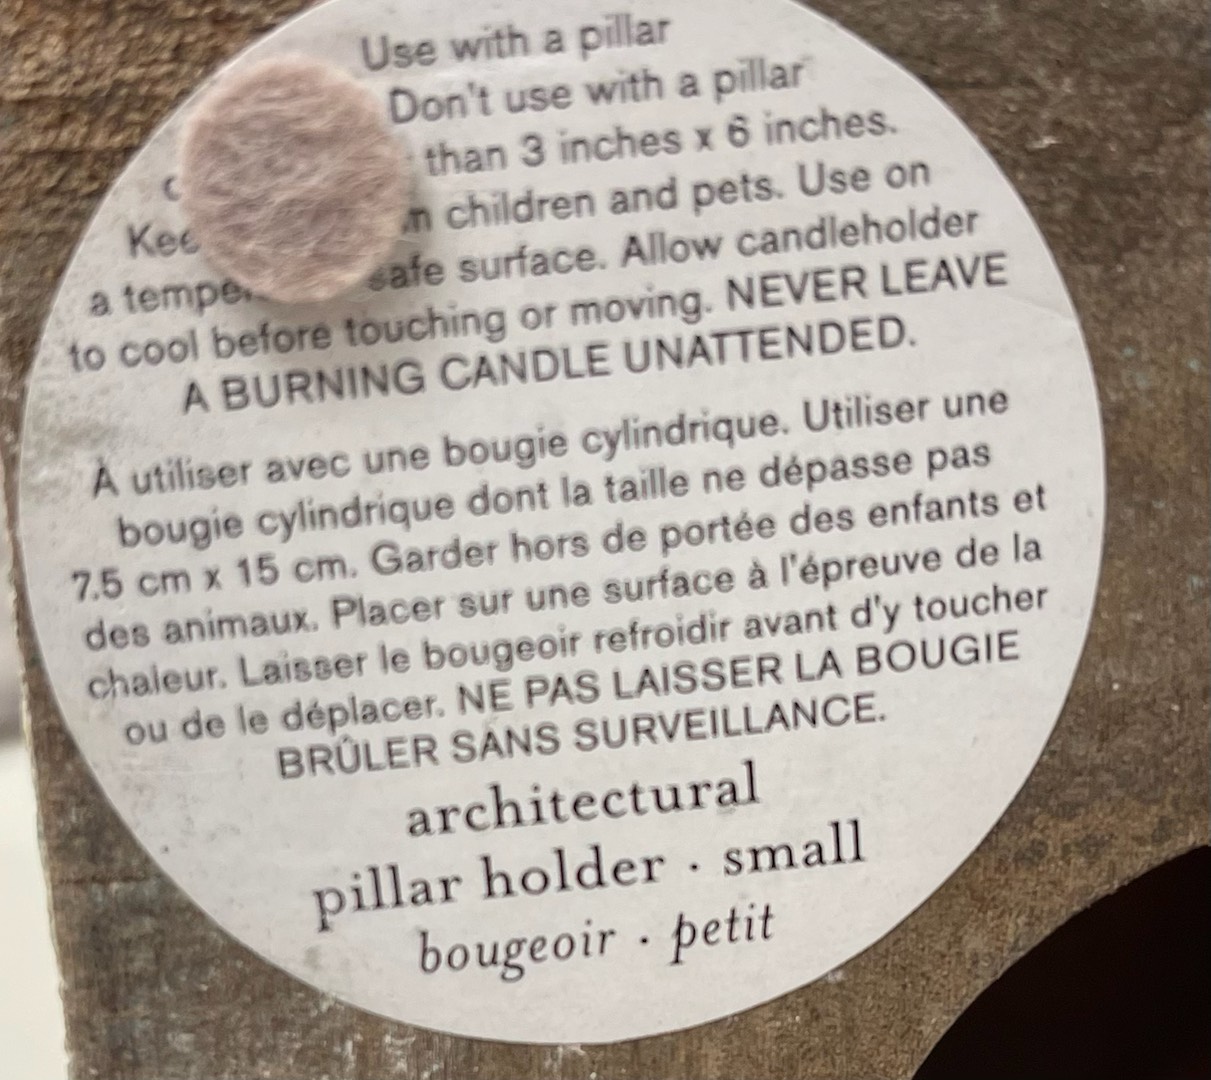 Use with a pillar
Don't use with a pillar
than 3 inches x 6 inches.
children and pets. Use on
a safe surface. Allow candleholder
to cool before touching or moving. NEVER LEAVE
A BURNING CANDLE UNATTENDED.
À utiliser avec une bougie cylindrique. Utiliser une
bougie cylindrique dont la taille ne dépasse pas
7.5 cm x 15 cm. Garder hors de portée des enfants et
des animaux. Placer sur une surface à l'épreuve de la
chaleur. Laisser le bougeoir refroidir avant d'y toucher
ou de le déplacer. NE PAS LAISSER LA BOUGIE
BRÛLER SANS SURVEILLANCE.
architectural
pillar holder · small
bougeoir · petit